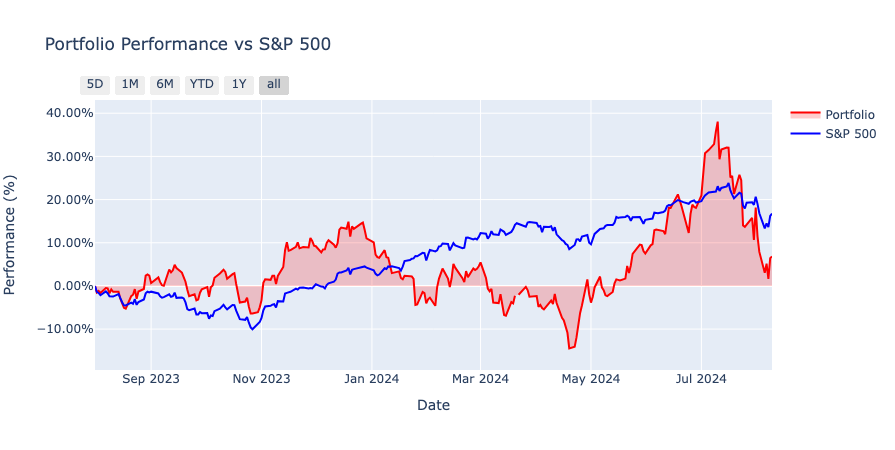 Portfolio Performance vs S&P 500
5D 1M 6M YTD 1Y all
Portfolio
S&P 500
Performance (%)
40.00%
30.00%
20.00%
10.00%
0.00%
−10.00%
Sep 2023 Nov 2023 Jan 2024 Mar 2024 May 2024 Jul 2024
Date